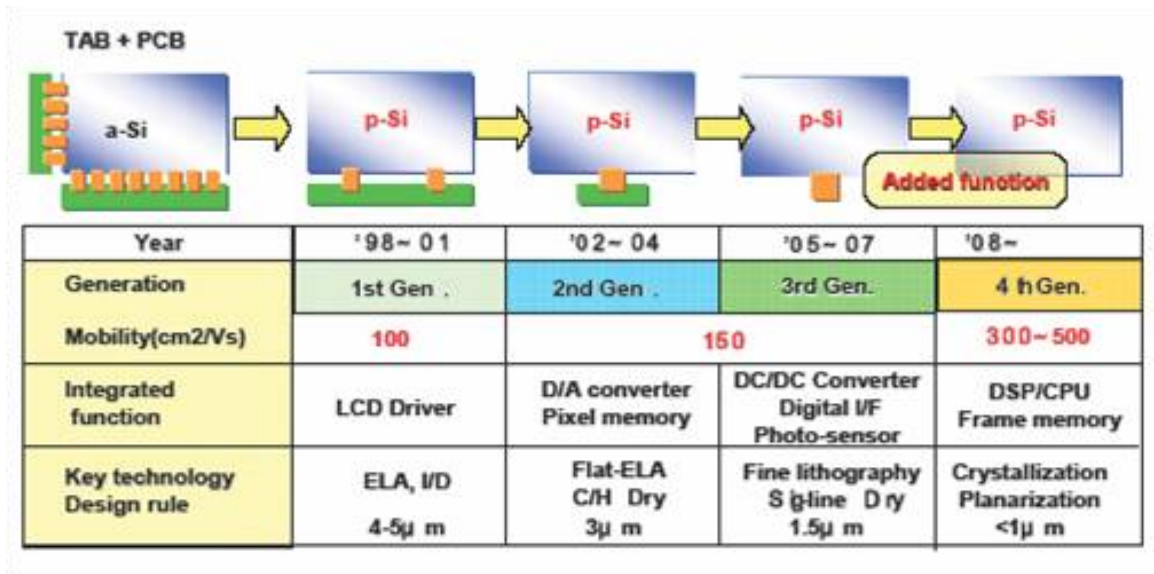 TAB + PCB
a-Si
p-Si
p-Si
p-Si
p-Si
Added function
Year
'98~ 01
'02~ 04
'05~ 07
'08~
Generation
1st Gen .
2nd Gen .
3rd Gen.
4 th Gen.
Mobility(cm2/Vs)
100
150
300~500
Integrated
function
LCD Driver
D/A converter
Pixel memory
DC/DC Converter
Digital I/F
Photo-sensor
DSP/CPU
Frame memory
Key technology
Design rule
ELA, I/D
4-5μ m
Flat-ELA
C/H Dry
3μ m
Fine lithography
Sig-line Dry
1.5μ m
Crystallization
Planarization
<1μ m